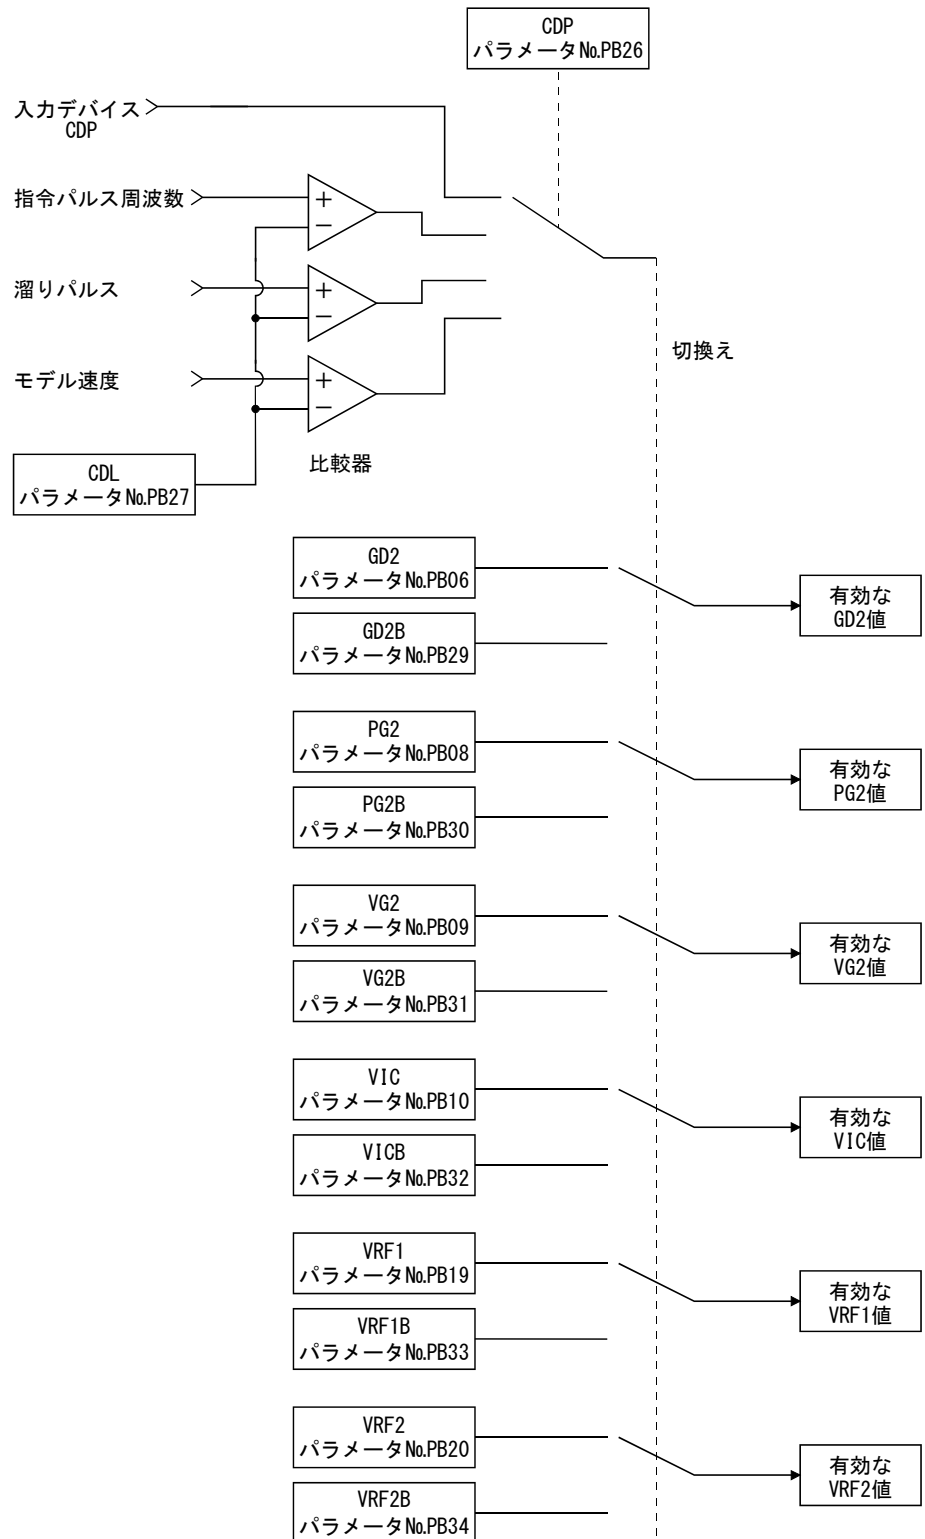 CDP
パラメータNo.PB26
入力デバイス
CDP
指令パルス周波数
＋
－
溜りパルス
＋
－
切換え
モデル速度
＋
－
比較器
CDL
パラメータNo.PB27
GD2
パラメータNo.PB06
有効な
GD2値
GD2B
パラメータNo.PB29
PG2
パラメータNo.PB08
有効な
PG2値
PG2B
パラメータNo.PB30
VG2
パラメータNo.PB09
有効な
VG2値
VG2B
パラメータNo.PB31
VIC
パラメータNo.PB10
有効な
VIC値
VICB
パラメータNo.PB32
VRF1
パラメータNo.PB19
有効な
VRF1値
VRF1B
パラメータNo.PB33
VRF2
パラメータNo.PB20
有効な
VRF2値
VRF2B
パラメータNo.PB34